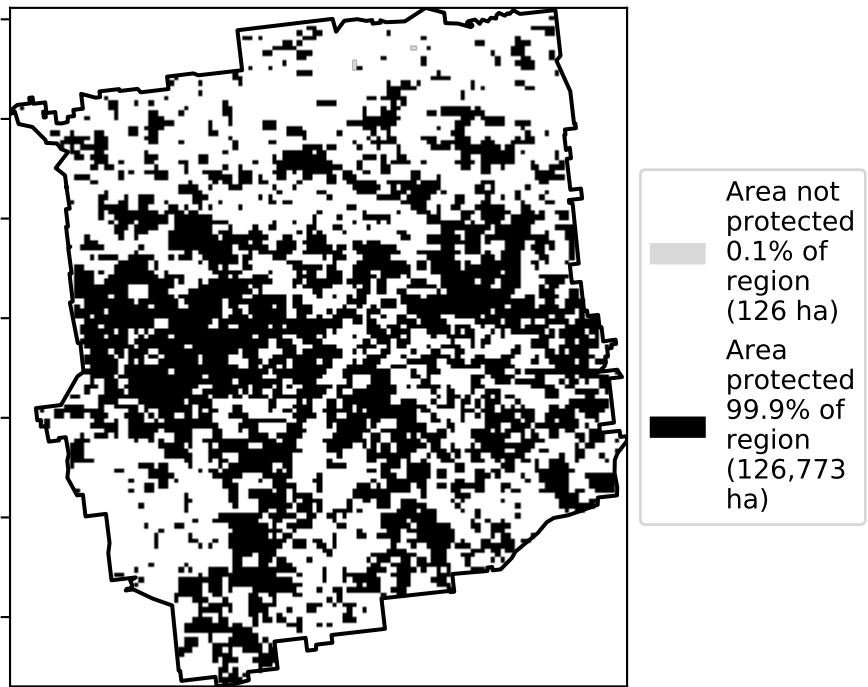 Area not
protected
0.1% of
region
(126 ha)
Area
protected
99.9% of
region
(126,773
ha)